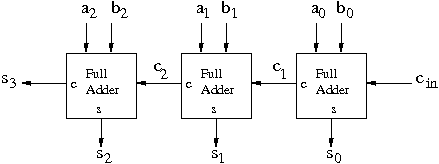 a2 b2 a1 b1 a0 b0
s3 c Full Adder s c2 c Full Adder s c1 c Full Adder s cin
s2 s1 s0